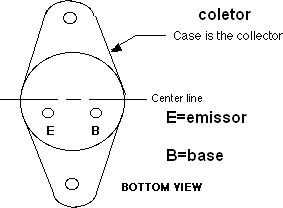 coletor
Case is the collector
Center line
E B
E=emissor
B=base
BOTTOM VIEW